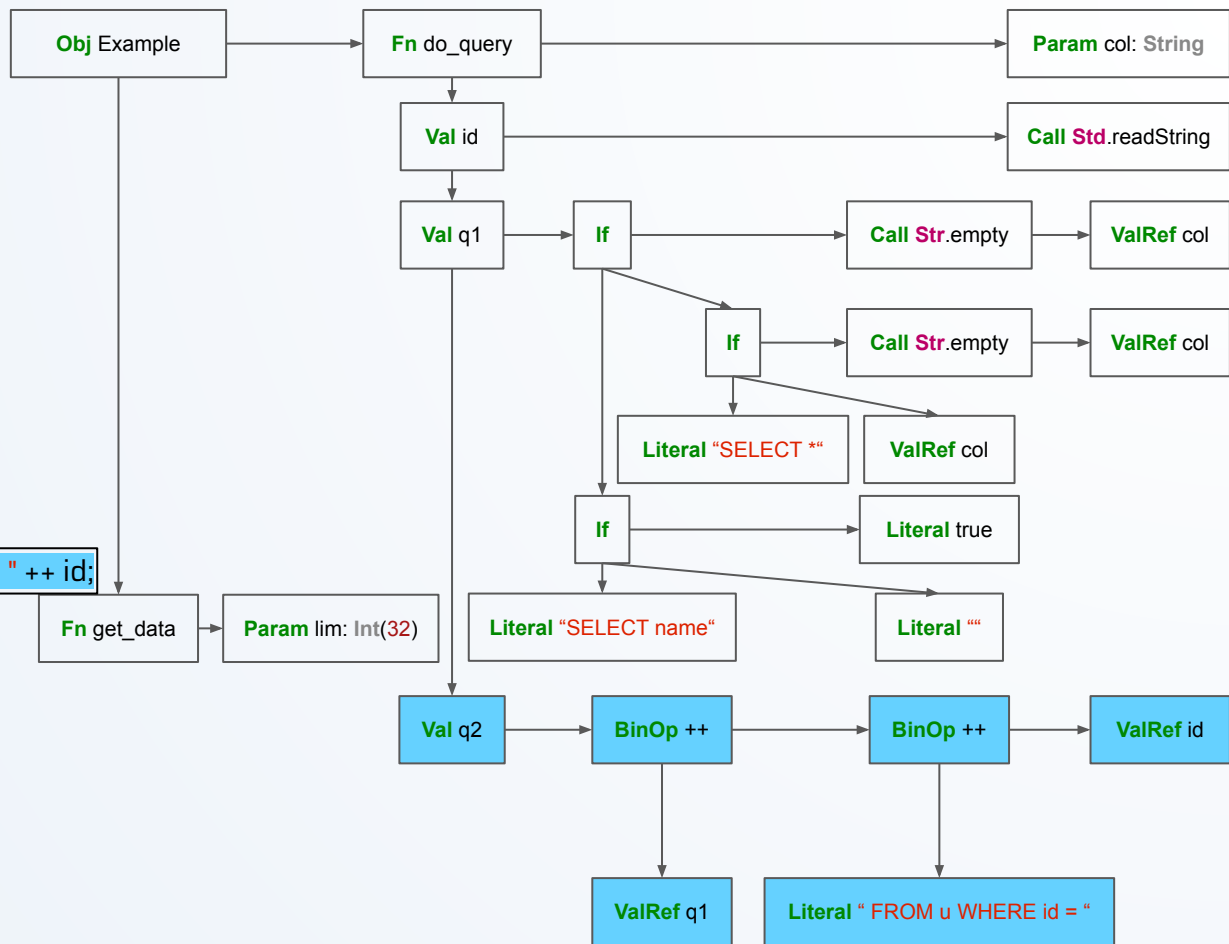 Obj Example
Fn do_query
Param col: String
Val id
Call Std.readString
Val q1
If
Call Str.empty
ValRef col
If
Call Str.empty
ValRef col
Literal “SELECT *“
ValRef col
If
Literal true
" ++ id;
Fn get_data
Param lim: Int(32)
Literal “SELECT name“
Literal ““
Val q2
BinOp ++
BinOp ++
ValRef id
ValRef q1
Literal “ FROM u WHERE id = “